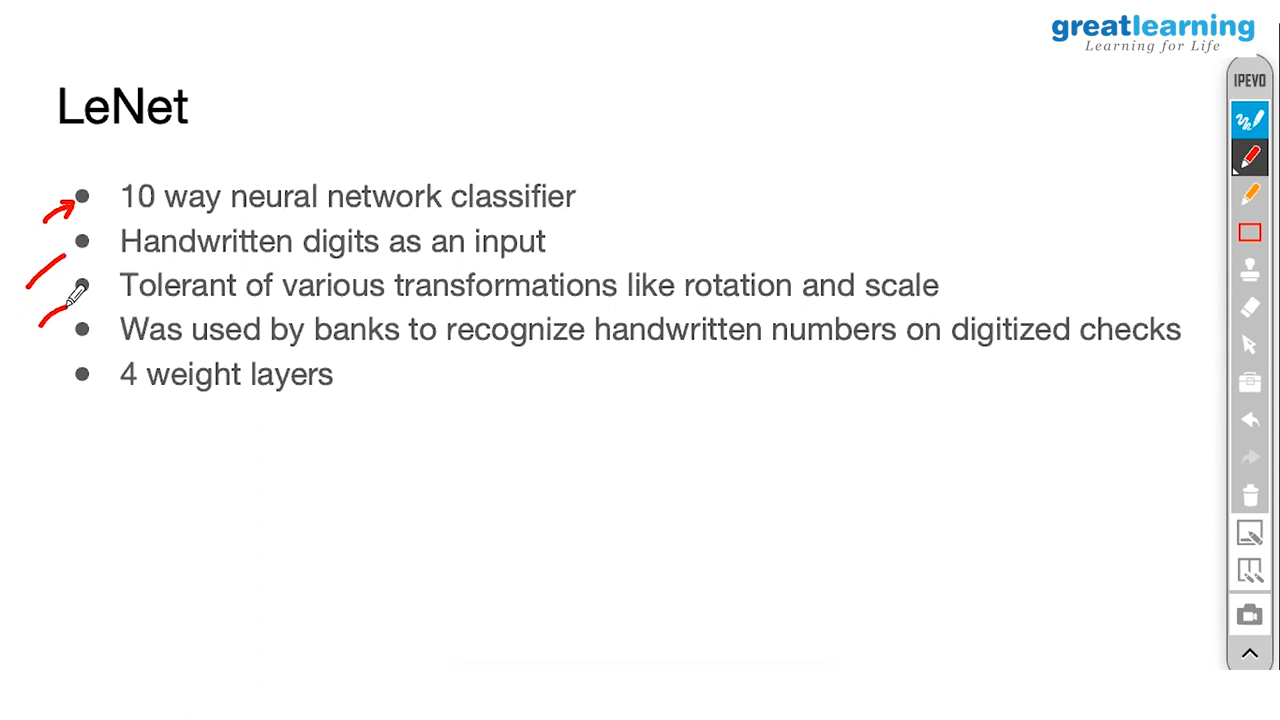 greatlearning
Learning for Life
IPEVO
LeNet
● 10 way neural network classifier
● Handwritten digits as an input
● Tolerant of various transformations like rotation and scale
● Was used by banks to recognize handwritten numbers on digitized checks
● 4 weight layers